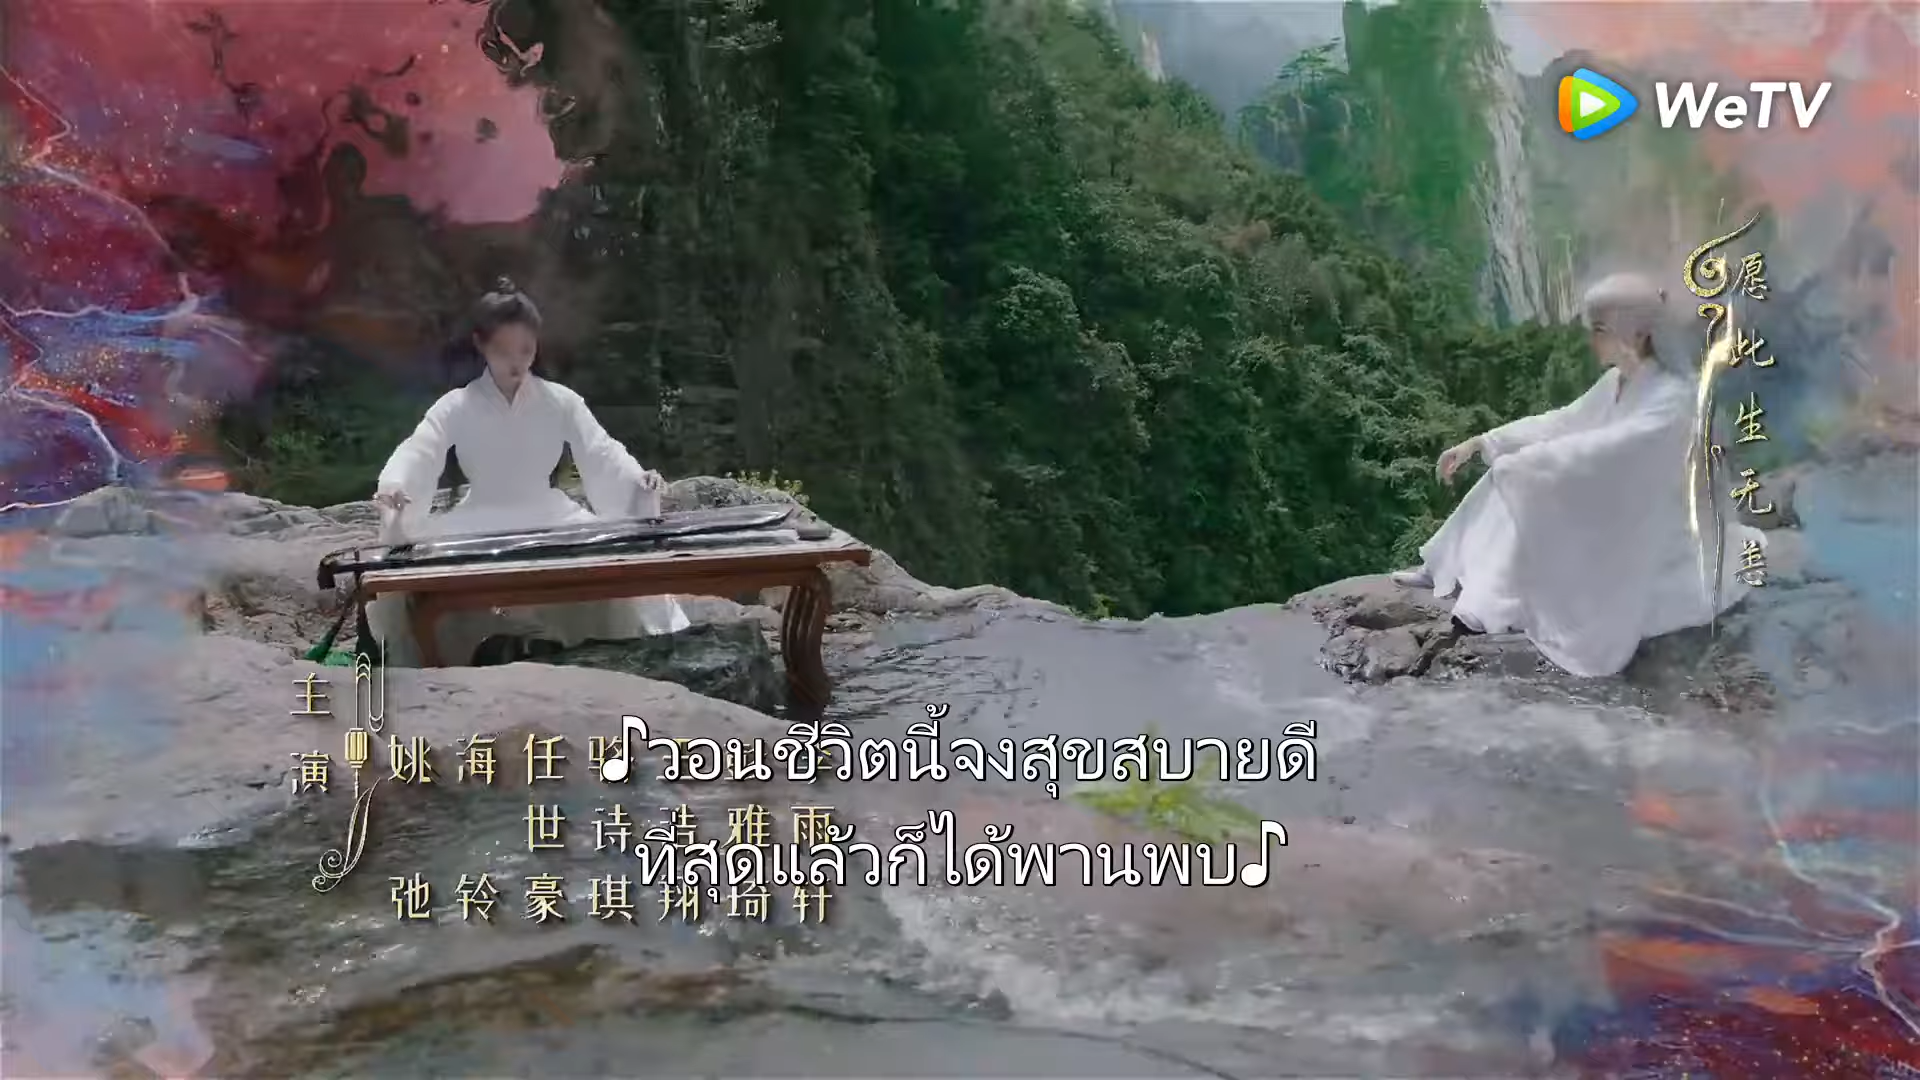 WeTV
愿此生无恙
主演
姚弛
海铃
任世豪
诗琪
翔
雅琦
雨轩
♪วอนชีวิตนี้จงสุขสบายดี
ที่สุดแล้วก็ได้พานพบ♪